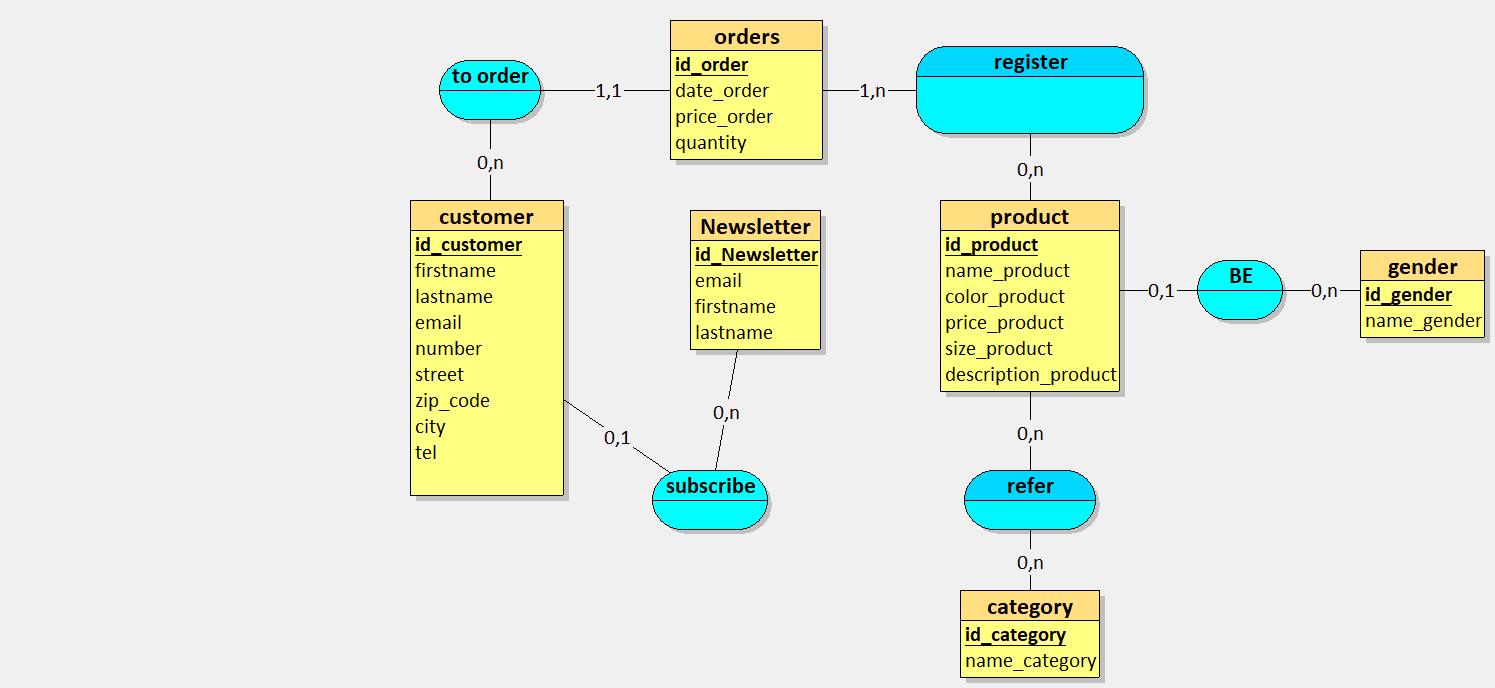 orders
id_order
date_order
price_order
quantity
to order
1,1
1,n
register
0,n
0,n
customer
id_customer
firstname
lastname
email
number
street
zip_code
city
tel
Newsletter
id_Newsletter
email
firstname
lastname
product
id_product
name_product
color_product
price_product
size_product
description_product
0,1
BE
0,n
gender
id_gender
name_gender
0,1
0,n
subscribe
0,n
refer
0,n
category
id_category
name_category